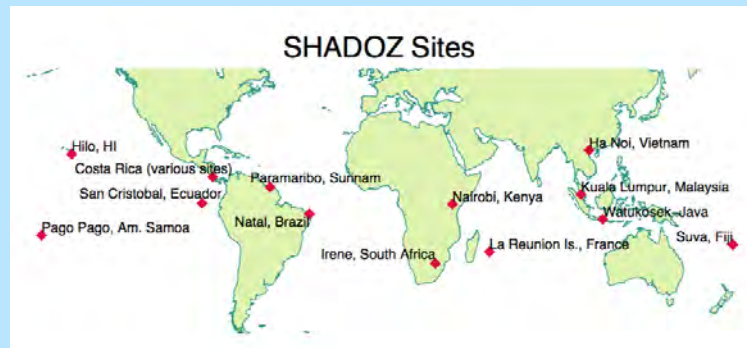 SHADOZ Sites
Hilo, HI
Ha Noi, Vietnam
Costa Rica (various sites)
Paramaribo, Surinam
Kuala Lumpur, Malaysia
San Cristobal, Ecuador
Nairobi, Kenya
Natal, Brazil
Watukosek-Java
Pago Pago, Am. Samoa
Suva, Fiji
La Reunion Is., France
Irene, South Africa